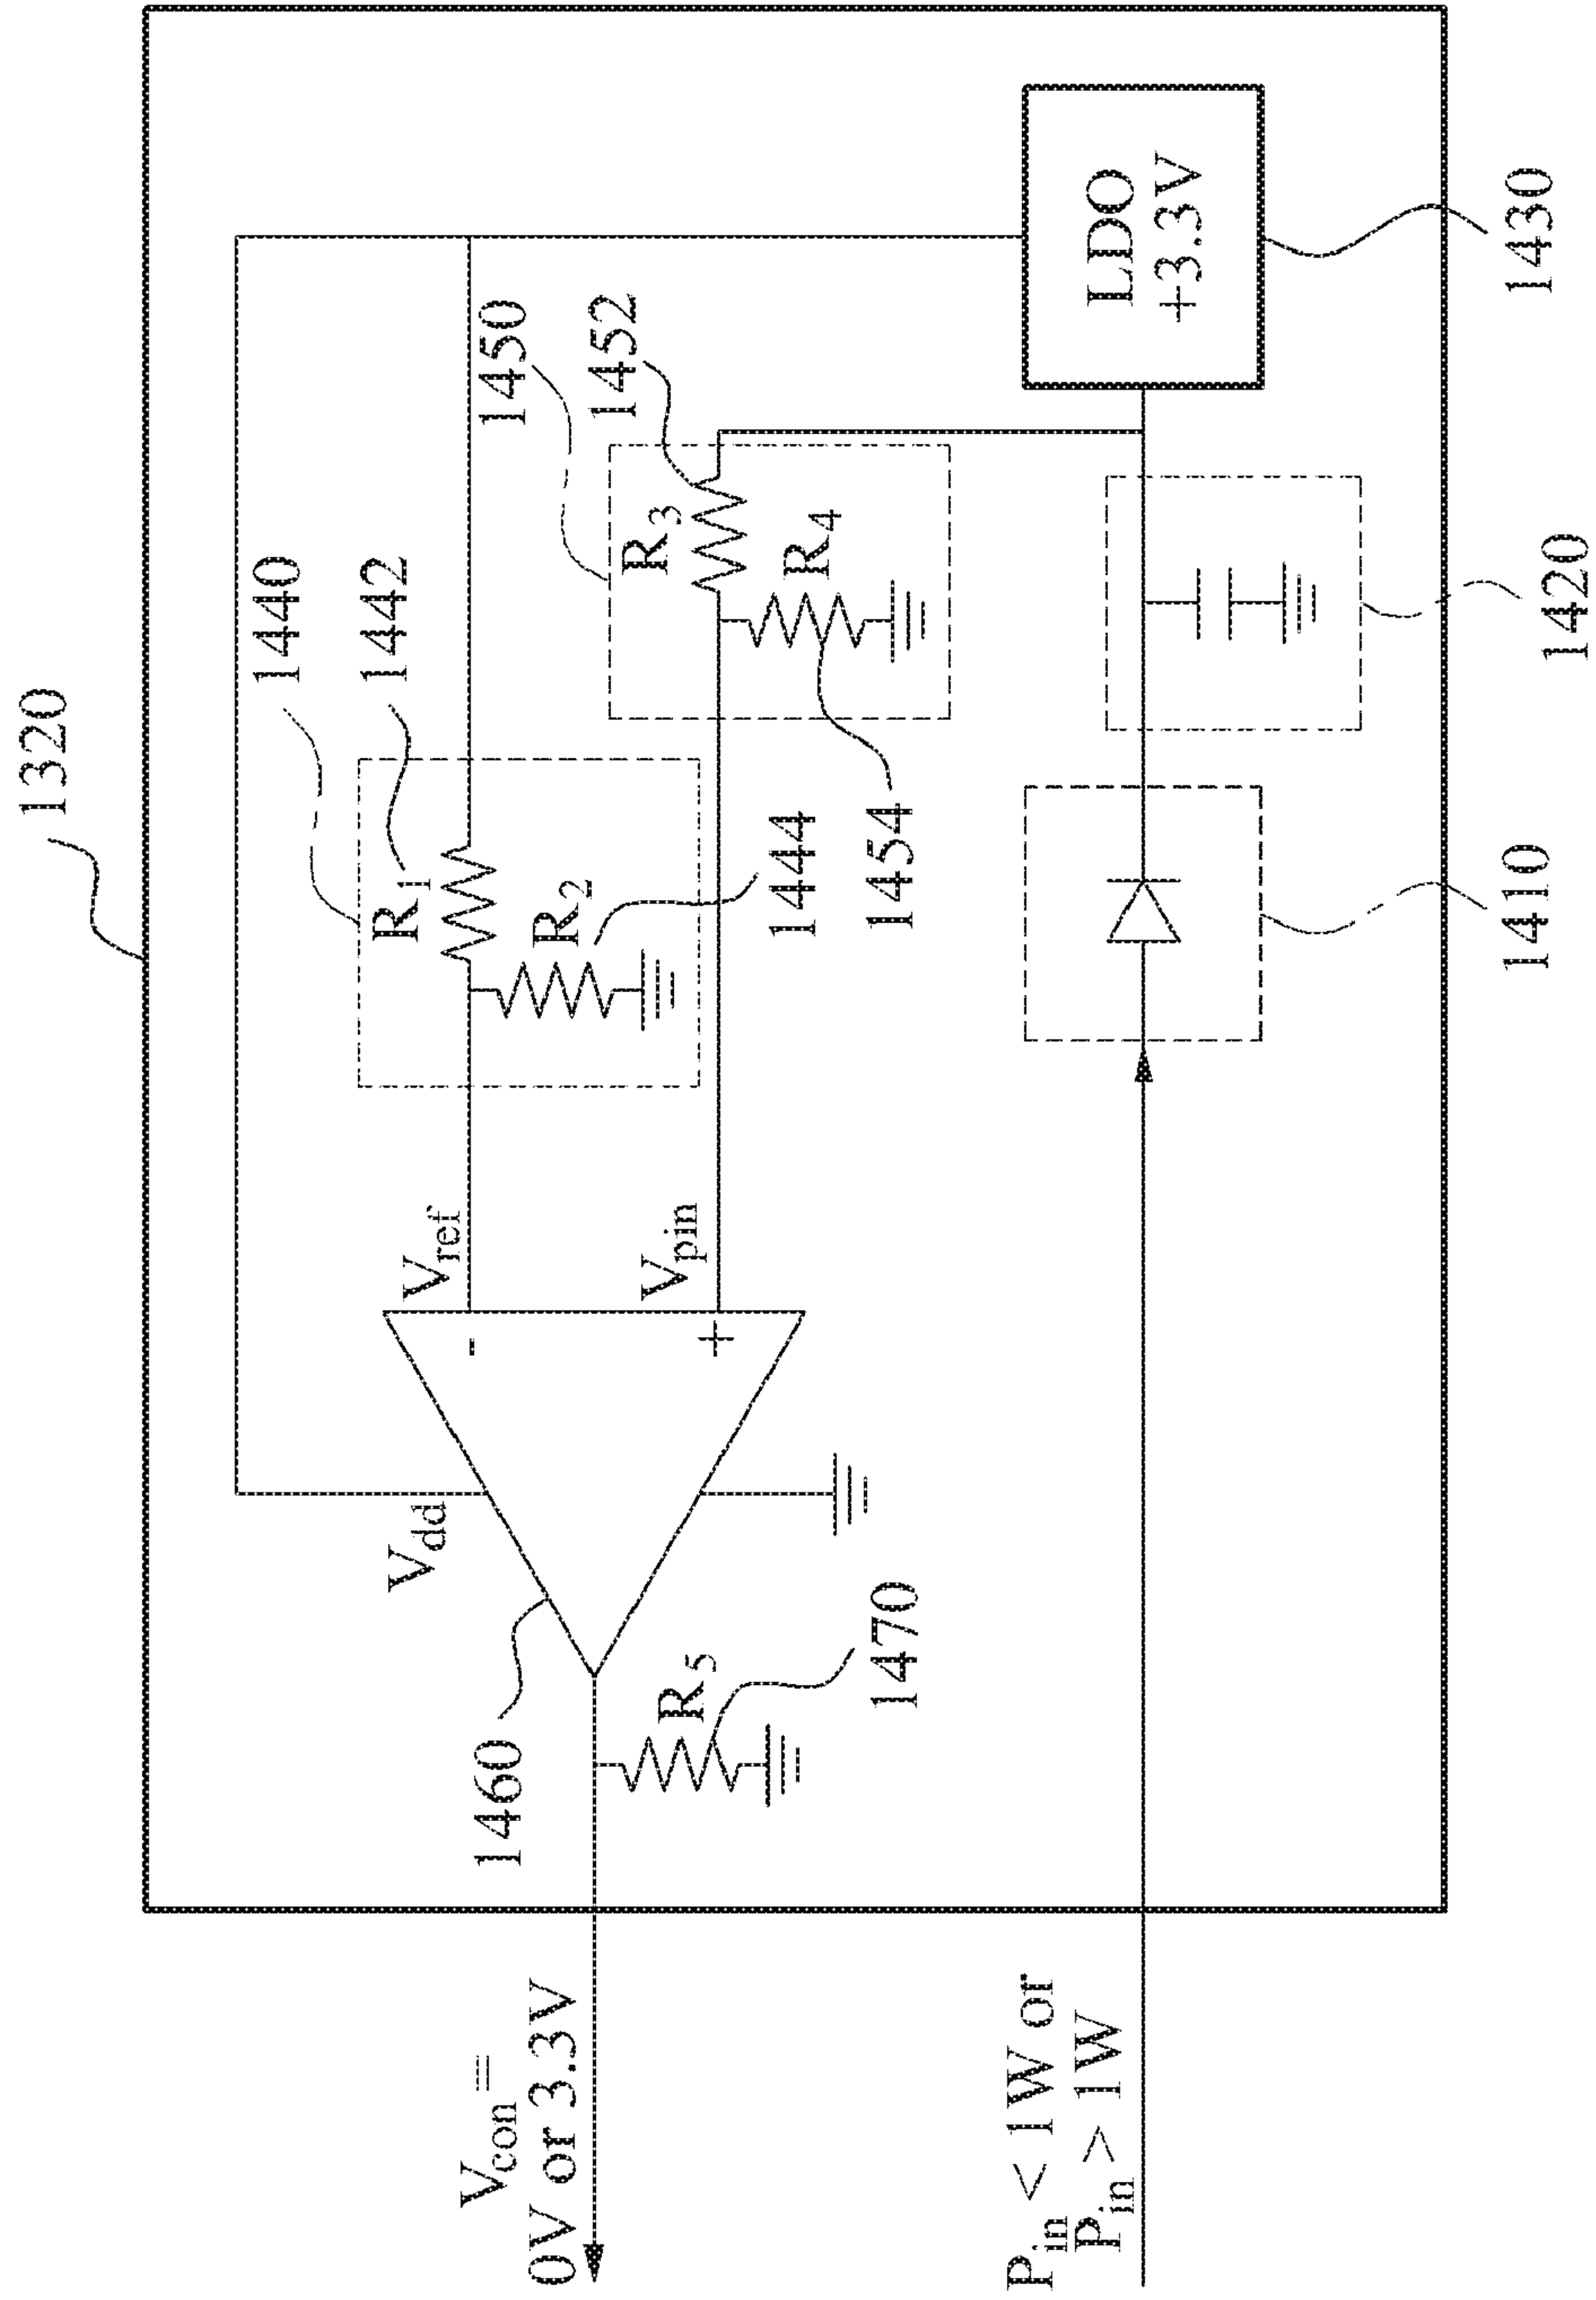 1320
1440
1442
R1
R2
1444
1450
1452
R3
R4
1454
LDO
+3.3V
1430
1420
1410
Vref
Vpin
-
+
Vdd
1460
R5
1470
Vcon =
0V or 3.3V
Pin < 1W or
Pin > 1W